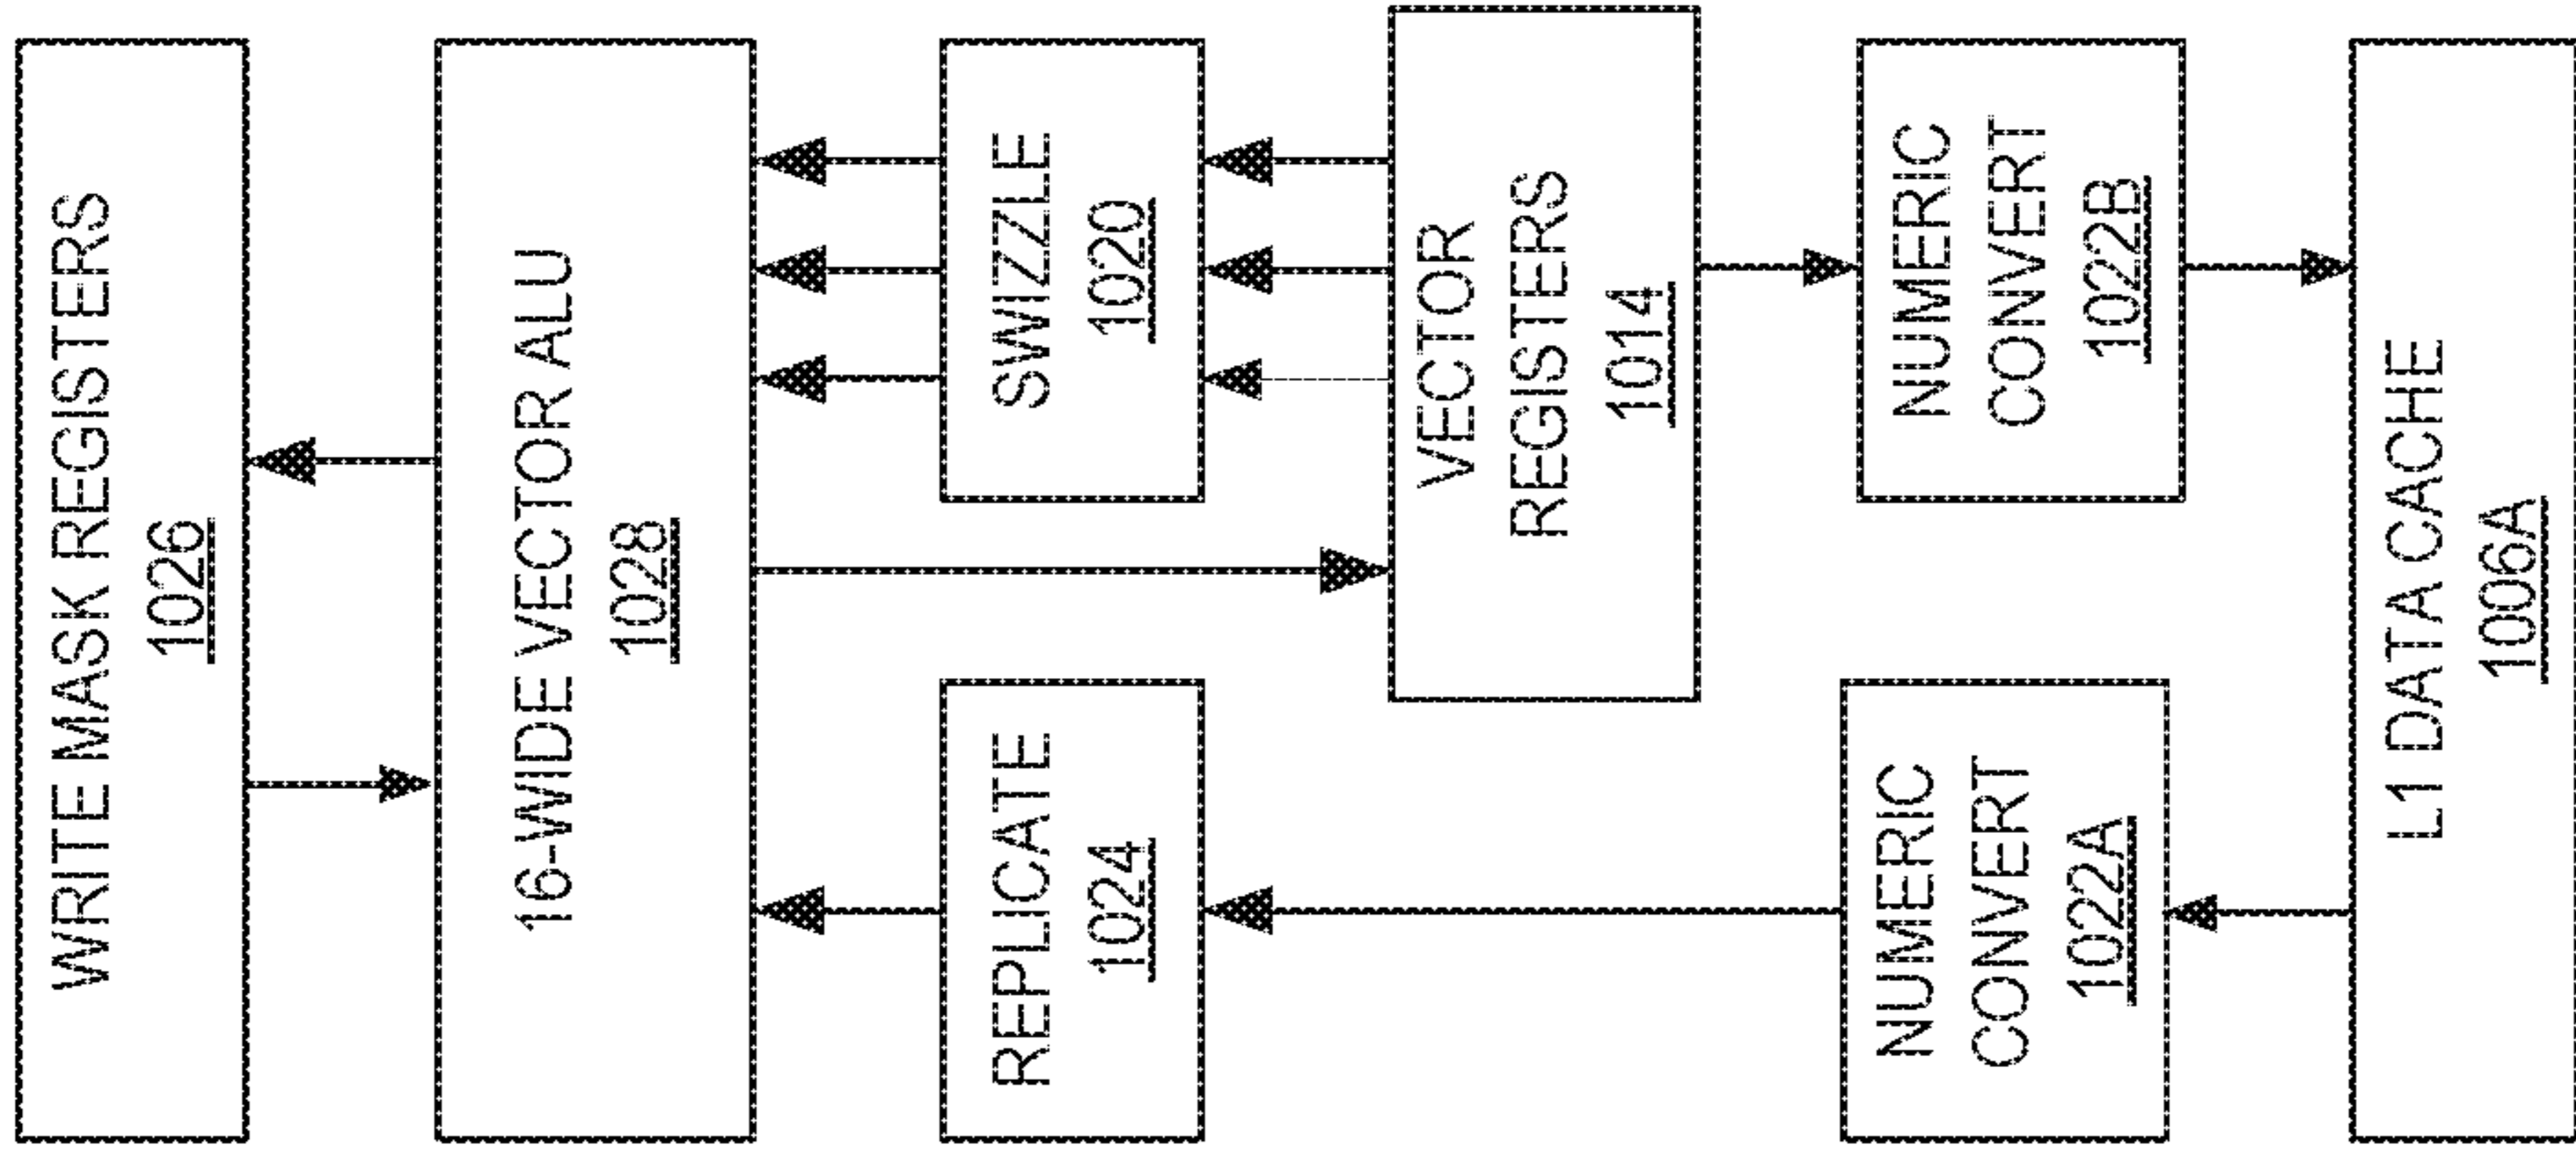 WRITE MASK REGISTERS
1026
16-WIDE VECTOR ALU
1028
REPLICATE
1024
SWIZZLE
1020
VECTOR
REGISTERS
1014
NUMERIC
CONVERT
1022A
NUMERIC
CONVERT
1022B
L1 DATA CACHE
1006A